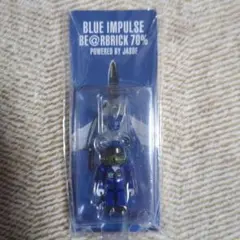 BLUE IMPULSE
BE@RBRICK 70%
POWERED BY JASDF